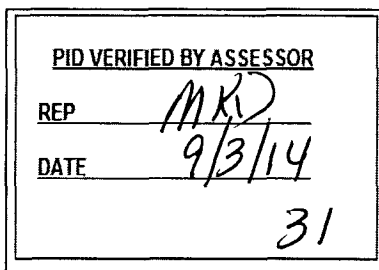 PID VERIFIED BY ASSESSOR
REP MKD
DATE 9/3/14
31